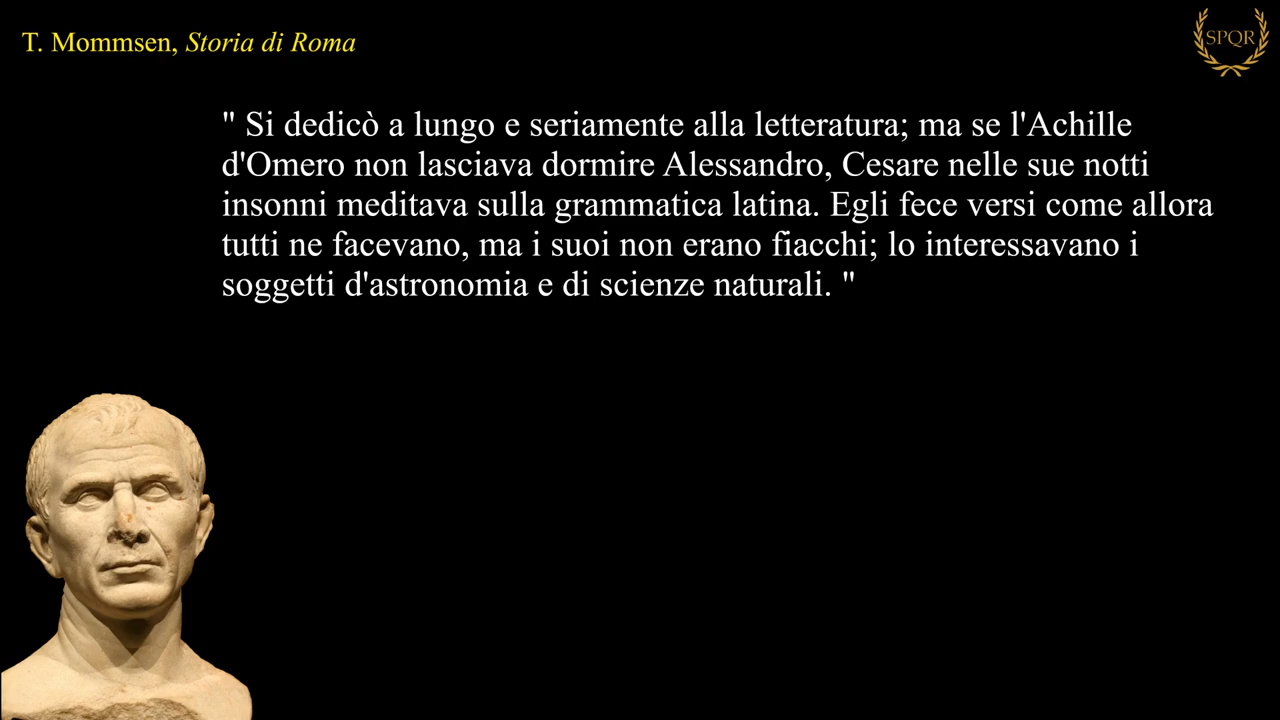 T. Mommsen, Storia di Roma
SPQR
" Si dedicò a lungo e seriamente alla letteratura; ma se l'Achille
d'Omero non lasciava dormire Alessandro, Cesare nelle sue notti
insonni meditava sulla grammatica latina. Egli fece versi come allora
tutti ne facevano, ma i suoi non erano fiacchi; lo interessavano i
soggetti d'astronomia e di scienze naturali. "